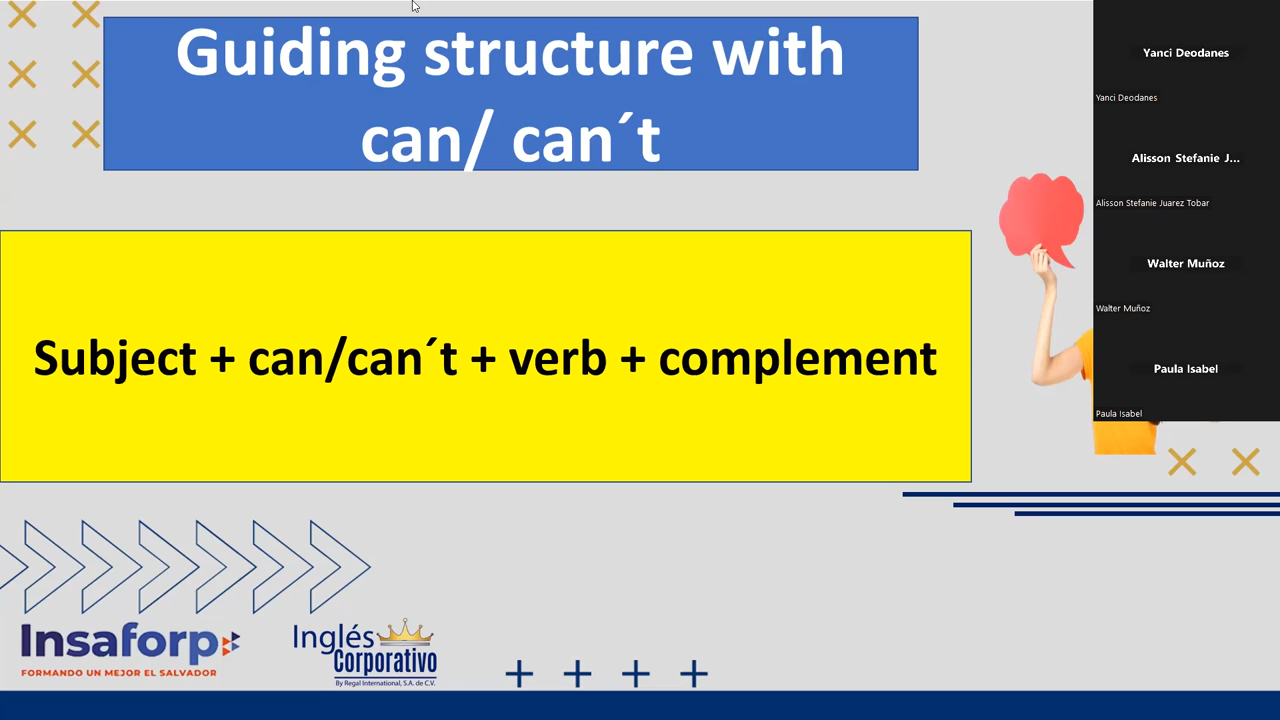 Guiding structure with
can/ can´t
Subject + can/can´t + verb + complement
Insaforp
FORMANDO UN MEJOR EL SALVADOR
Inglés
Corporativo
By Regal International, S.A. de C.V.
Yanci Deodanes
Yanci Deodanes
Alisson Stefanie J...
Alisson Stefanie Juarez Tobar
Walter Muñoz
Walter Muñoz
Paula Isabel
Paula Isabel